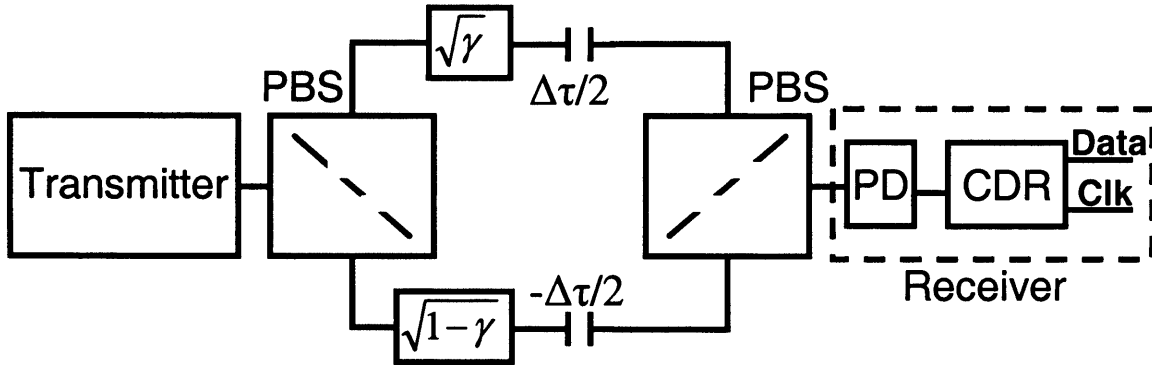 √γ
Δτ/2
PBS
PBS
Transmitter
PD
CDR
Data
Clk
Receiver
-Δτ/2
√1−γ